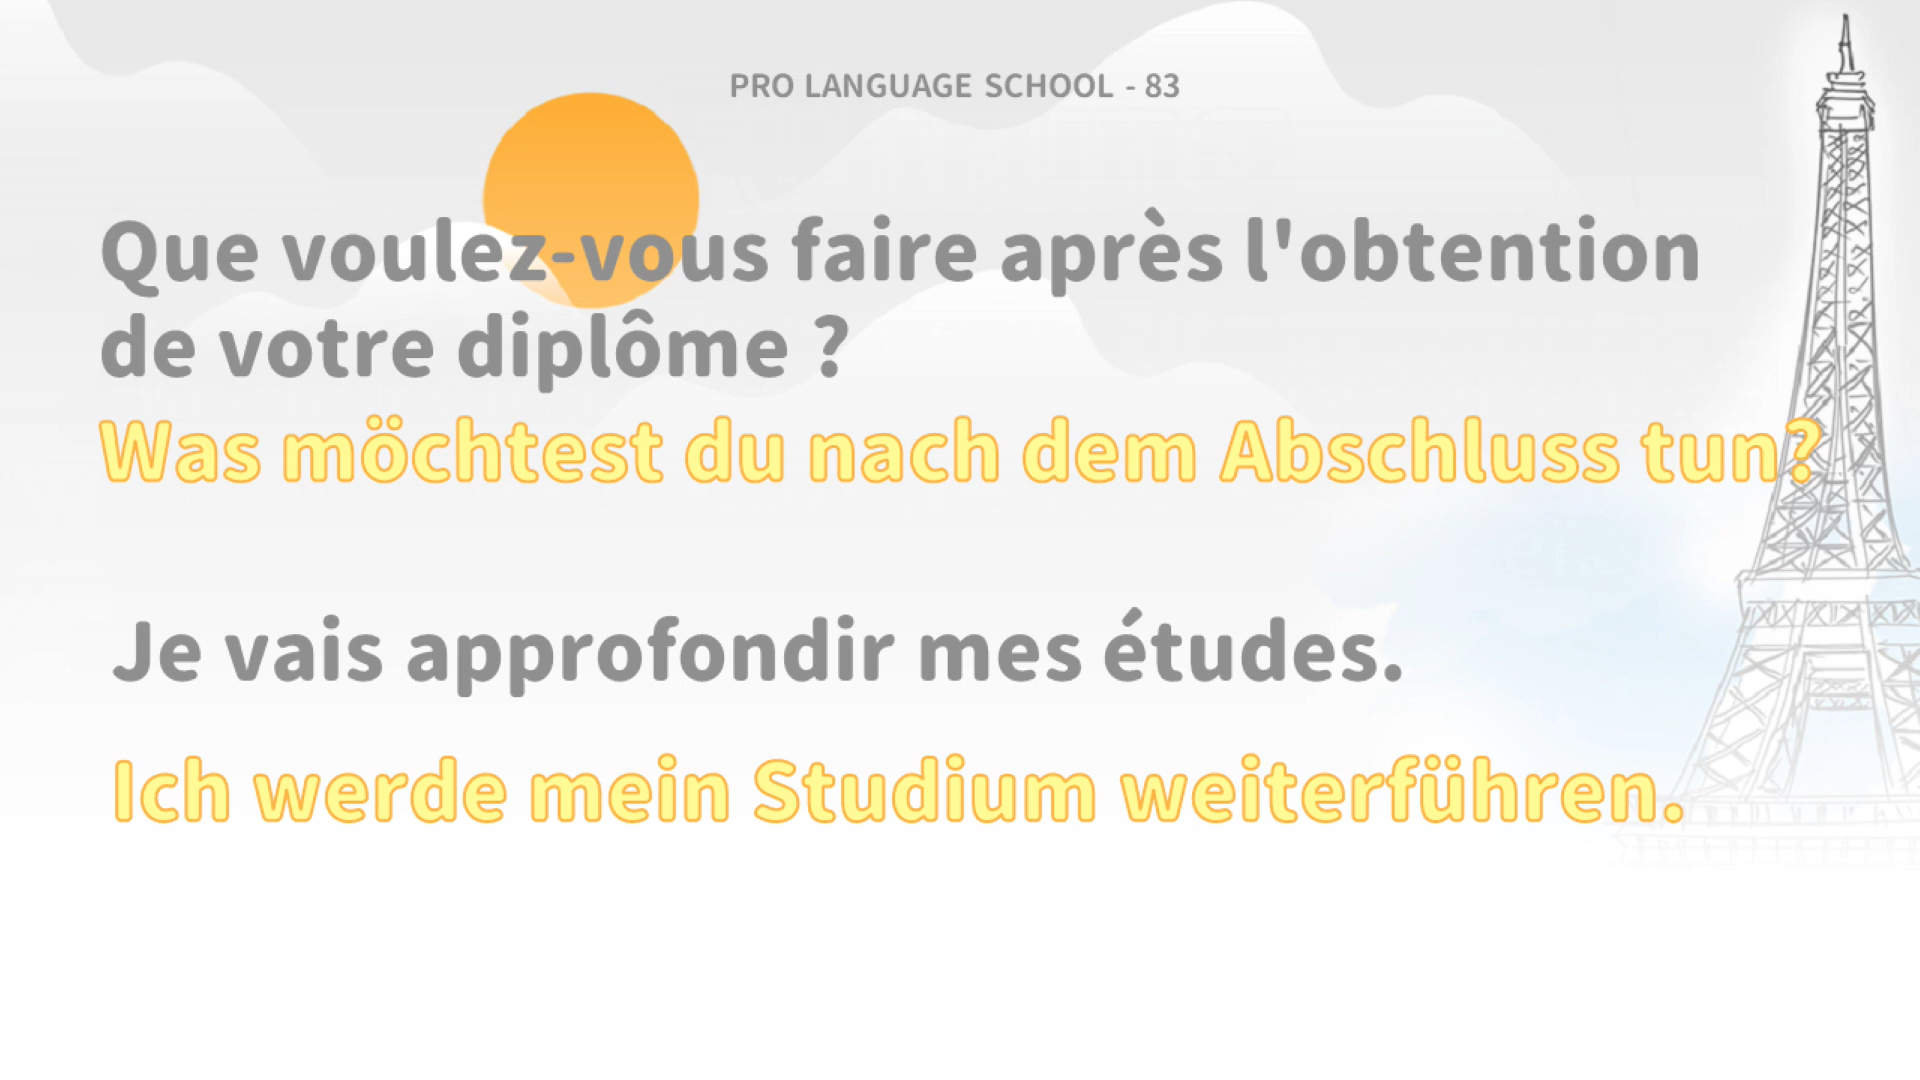 PRO LANGUAGE SCHOOL - 83
Que voulez-vous faire après l'obtention
de votre diplôme ?
Was möchtest du nach dem Abschluss tun?
Je vais approfondir mes études.
Ich werde mein Studium weiterführen.